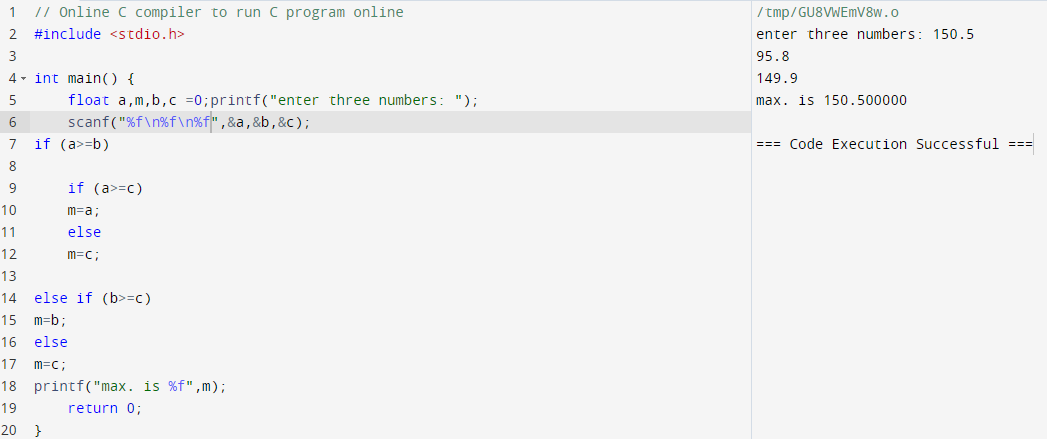 1 // Online C compiler to run C program online
2 #include <stdio.h>
3
4 int main() {
5     float a,m,b,c =0;printf("enter three numbers: ");
6     scanf("%f\n%f\n%f",&a,&b,&c);
7 if (a>=b)
8
9     if (a>=c)
10     m=a;
11     else
12     m=c;
13
14 else if (b>=c)
15 m=b;
16 else
17 m=c;
18 printf("max. is %f",m);
19     return 0;
20 }
/tmp/GU8VWEmV8w.o
enter three numbers: 150.5
95.8
149.9
max. is 150.500000

=== Code Execution Successful ===